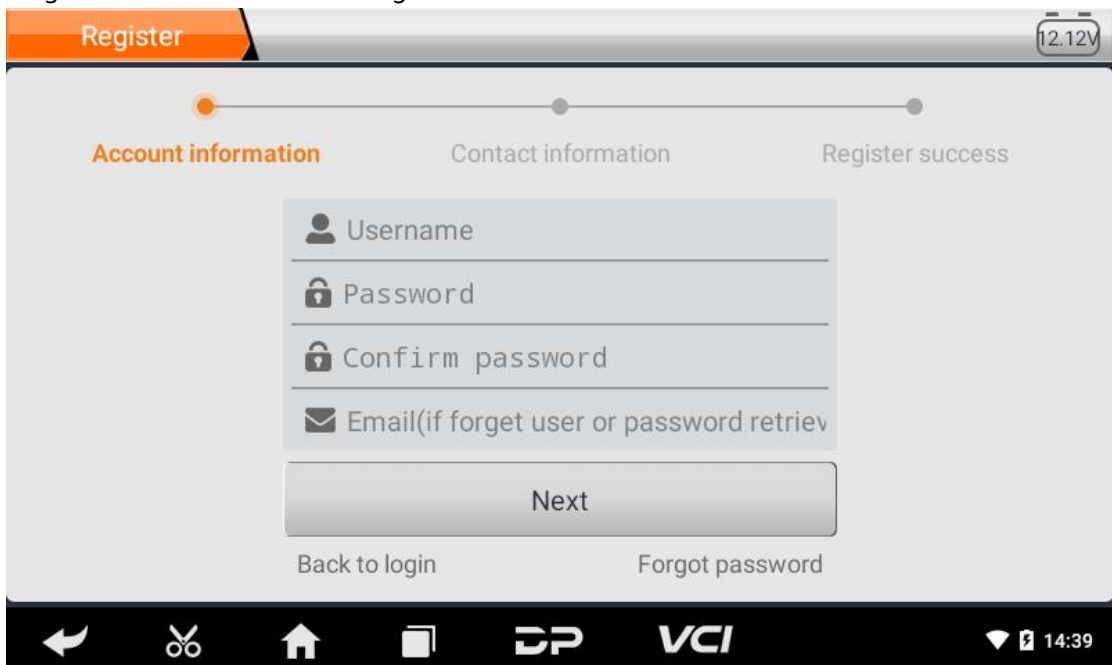 Register
12.12V
Account information
Contact information
Register success
Username
Password
Confirm password
Email(if forget user or password retriev
Next
Back to login
Forgot password
DP
VCI
14:39